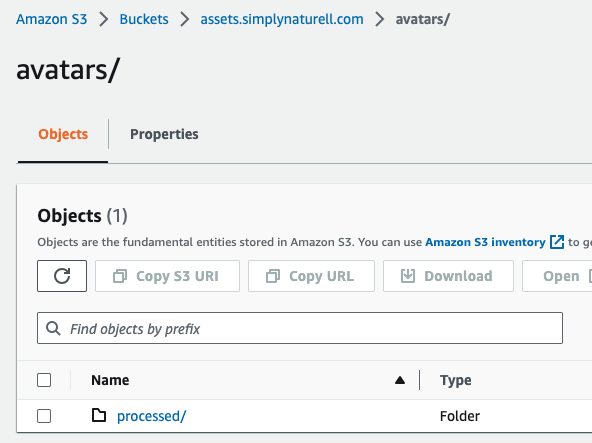 Amazon S3 > Buckets > assets.simplynaturell.com > avatars/
avatars/
Objects Properties
Objects (1)
Objects are the fundamental entities stored in Amazon S3. You can use Amazon S3 inventory to
Copy S3 URI Copy URL Download Open
Find objects by prefix
Name Type
processed/ Folder